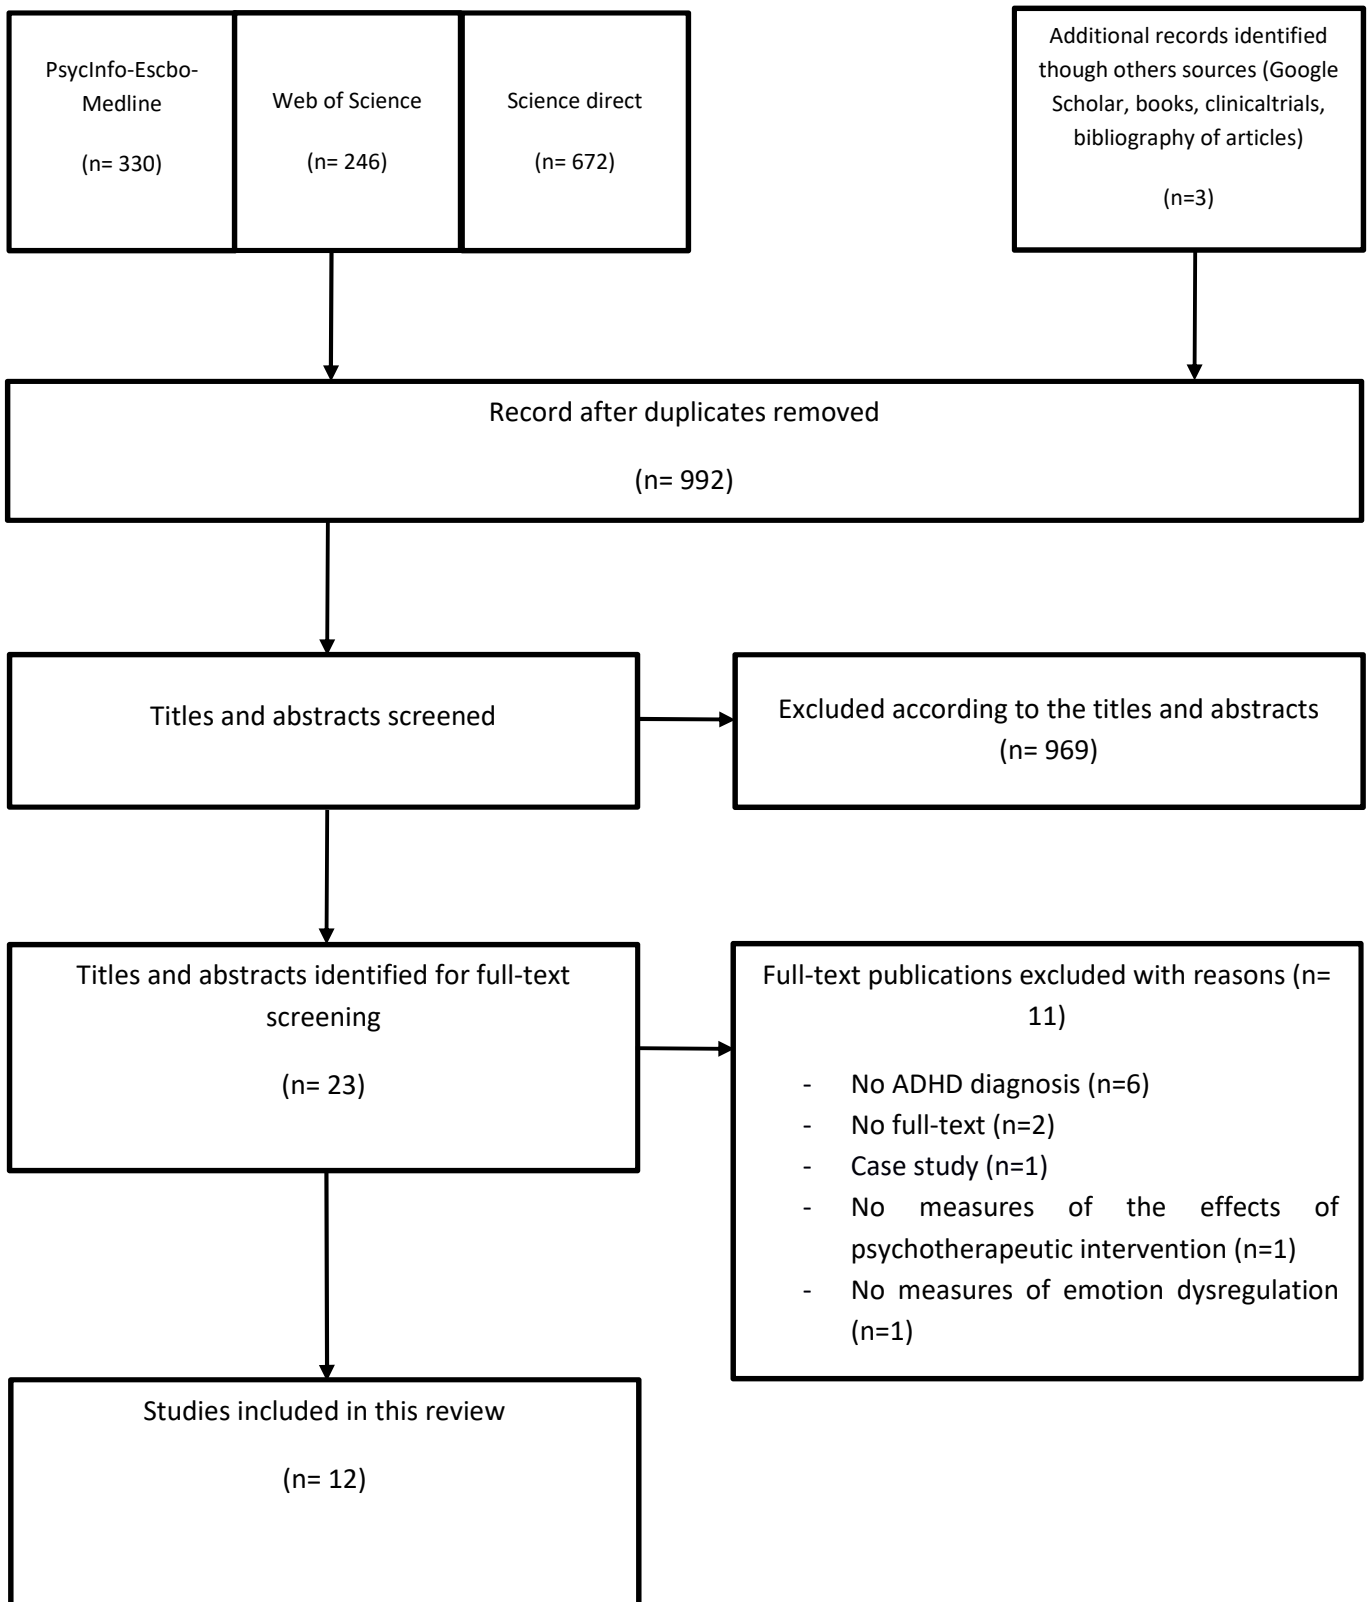 PsycInfo-Escbo-
Medline
(n= 330)
Web of Science
(n= 246)
Science direct
(n= 672)
Additional records identified
though others sources (Google
Scholar, books, clinicaltrials,
bibliography of articles)
(n=3)
Record after duplicates removed
(n= 992)
Titles and abstracts screened
Excluded according to the titles and abstracts
(n= 969)
Titles and abstracts identified for full-text
screening
(n= 23)
Full-text publications excluded with reasons (n=
11)
- No ADHD diagnosis (n=6)
- No full-text (n=2)
- Case study (n=1)
- No measures of the effects of
psychotherapeutic intervention (n=1)
- No measures of emotion dysregulation
(n=1)
Studies included in this review
(n= 12)